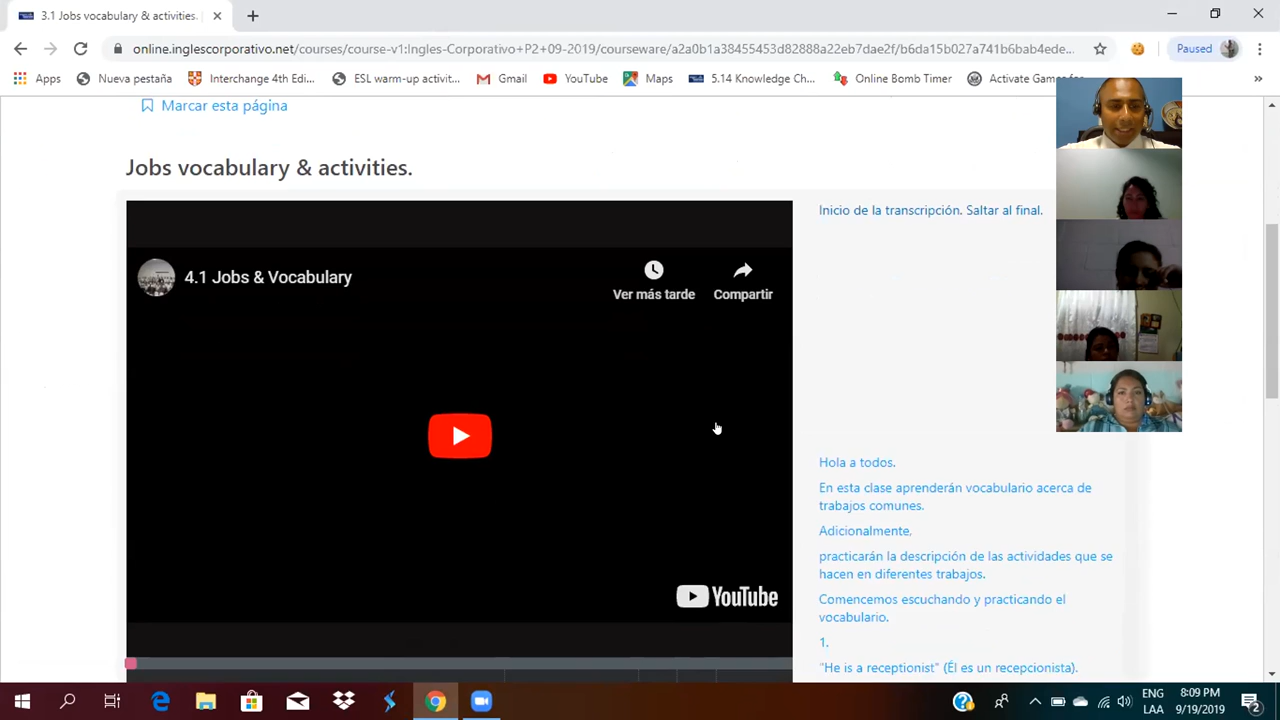 3.1 Jobs vocabulary & activities.
online.inglescorporativo.net/courses/course-v1:Ingles-Corporativo+P2+09-2019/courseware/a2a0b1a38455453d82888a22eb7dae2f/b6da15b027a741b6bab4ede...
Paused
Apps
Nueva pestaña
Interchange 4th Edi...
ESL warm-up activit...
Gmail
YouTube
Maps
5.14 Knowledge Ch...
Online Bomb Timer
Activate Games for
»
Marcar esta página
Jobs vocabulary & activities.
4.1 Jobs & Vocabulary
Ver más tarde
Compartir
YouTube
Inicio de la transcripción. Saltar al final.
Hola a todos.
En esta clase aprenderán vocabulario acerca de
trabajos comunes.
Adicionalmente,
practicarán la descripción de las actividades que se
hacen en diferentes trabajos.
Comencemos escuchando y practicando el
vocabulario.
1.
"He is a receptionist" (Él es un recepcionista).
ENG
LAA
8:09 PM
9/19/2019
2